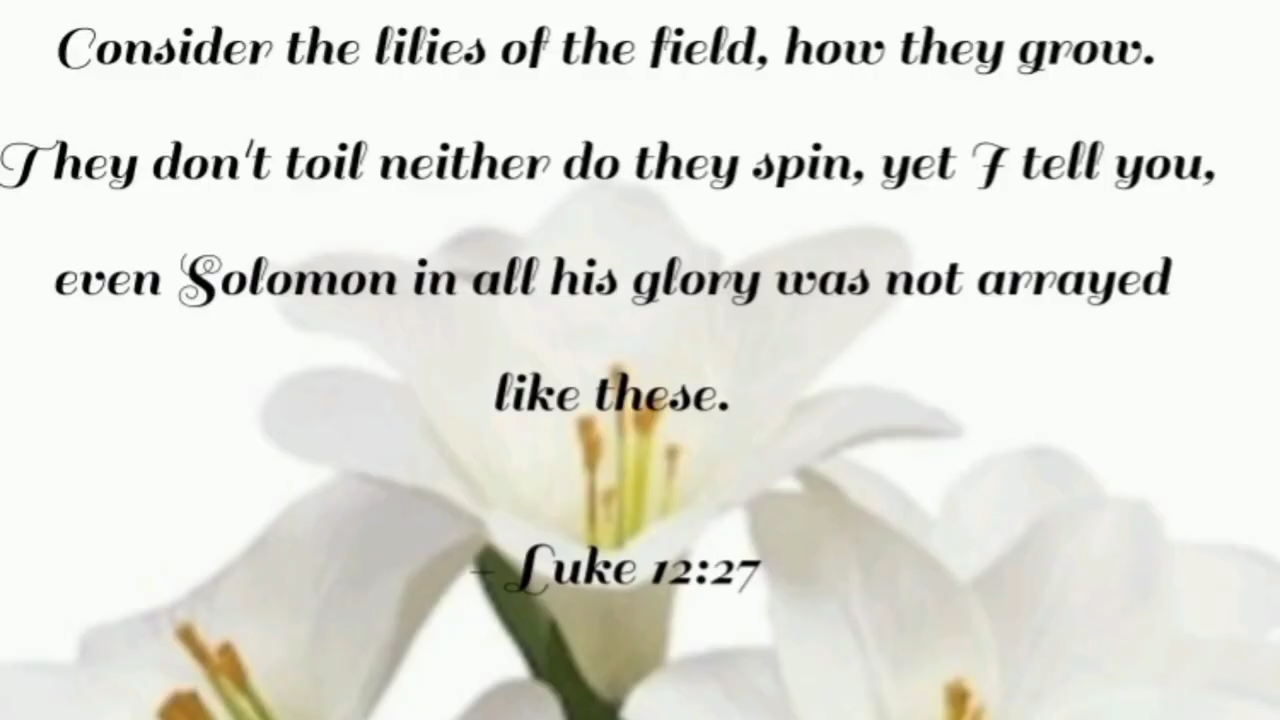 Consider the lilies of the field, how they grow.
They don't toil neither do they spin, yet I tell you,
even Solomon in all his glory was not arrayed
like these.
- Luke 12:27